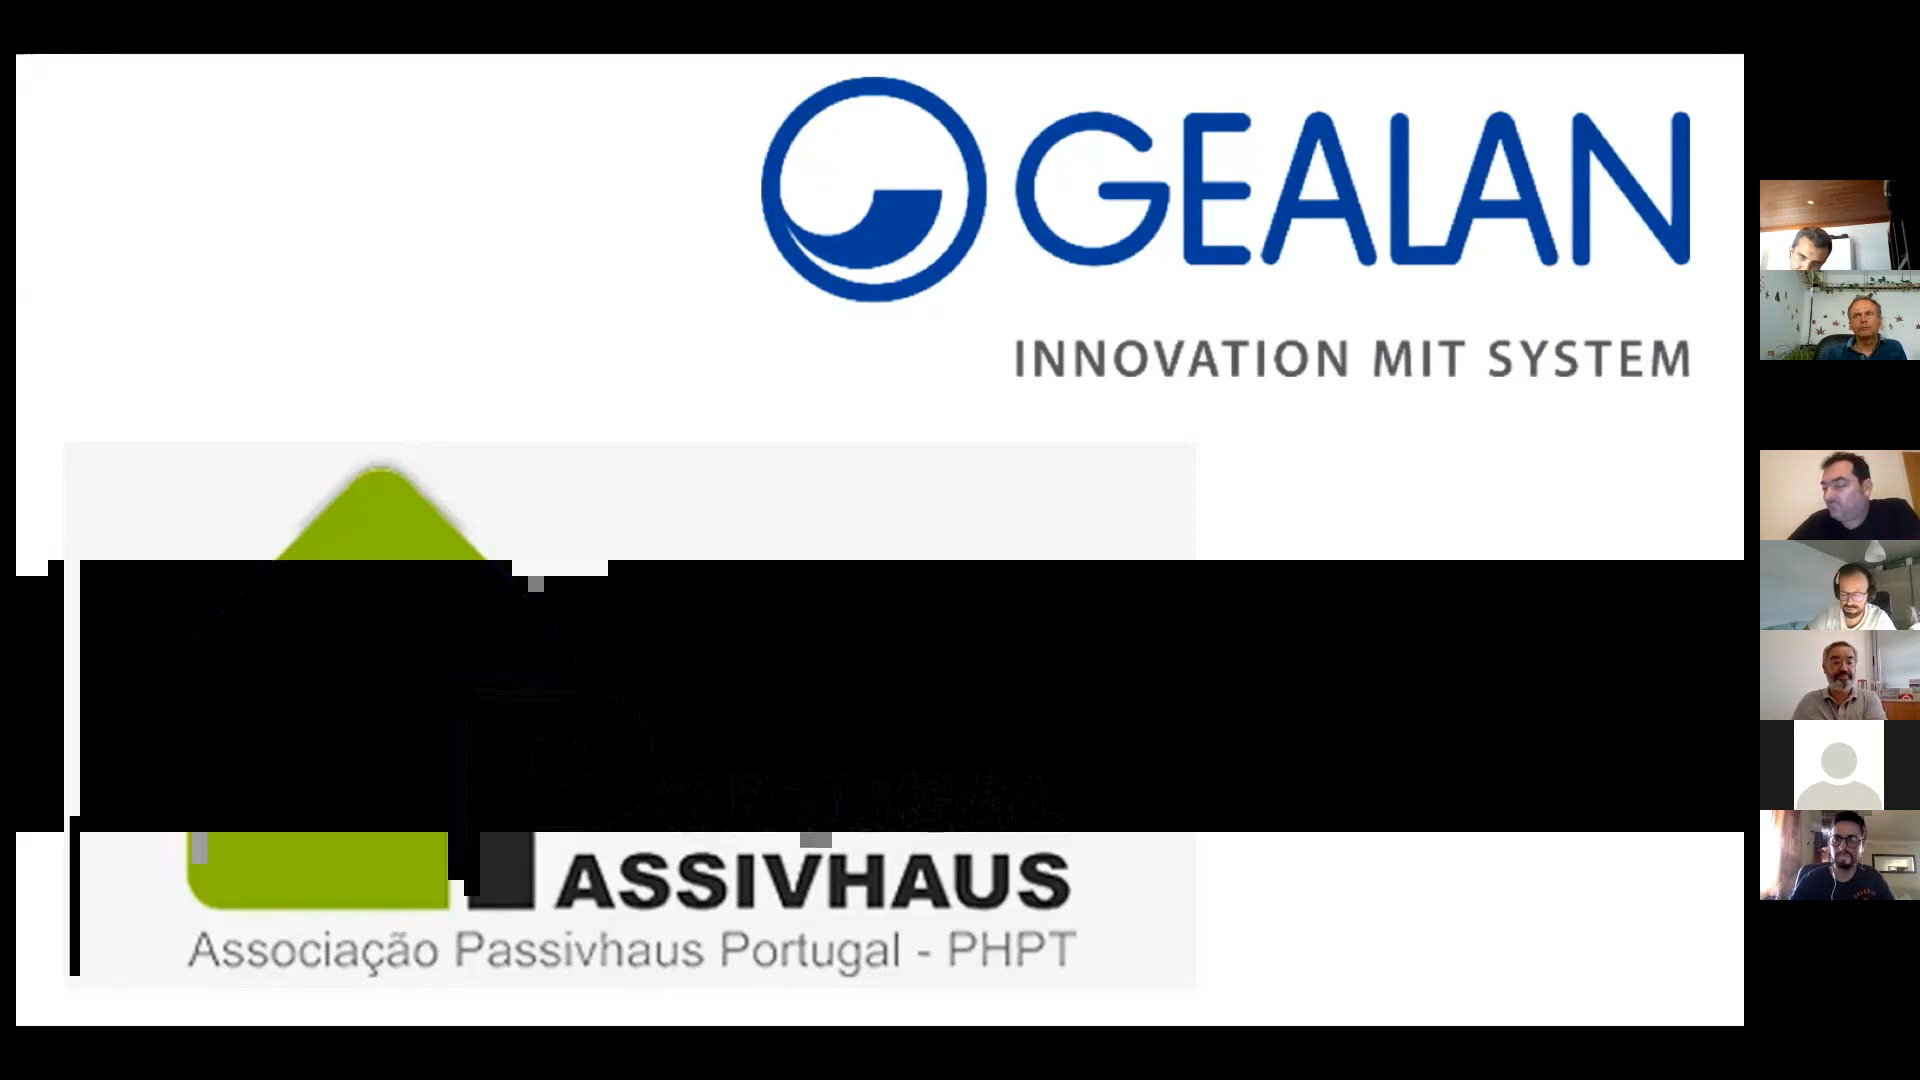 GEALAN
INNOVATION MIT SYSTEM
ASSIVHAUS
Associação Passivhaus Portugal - PHPT